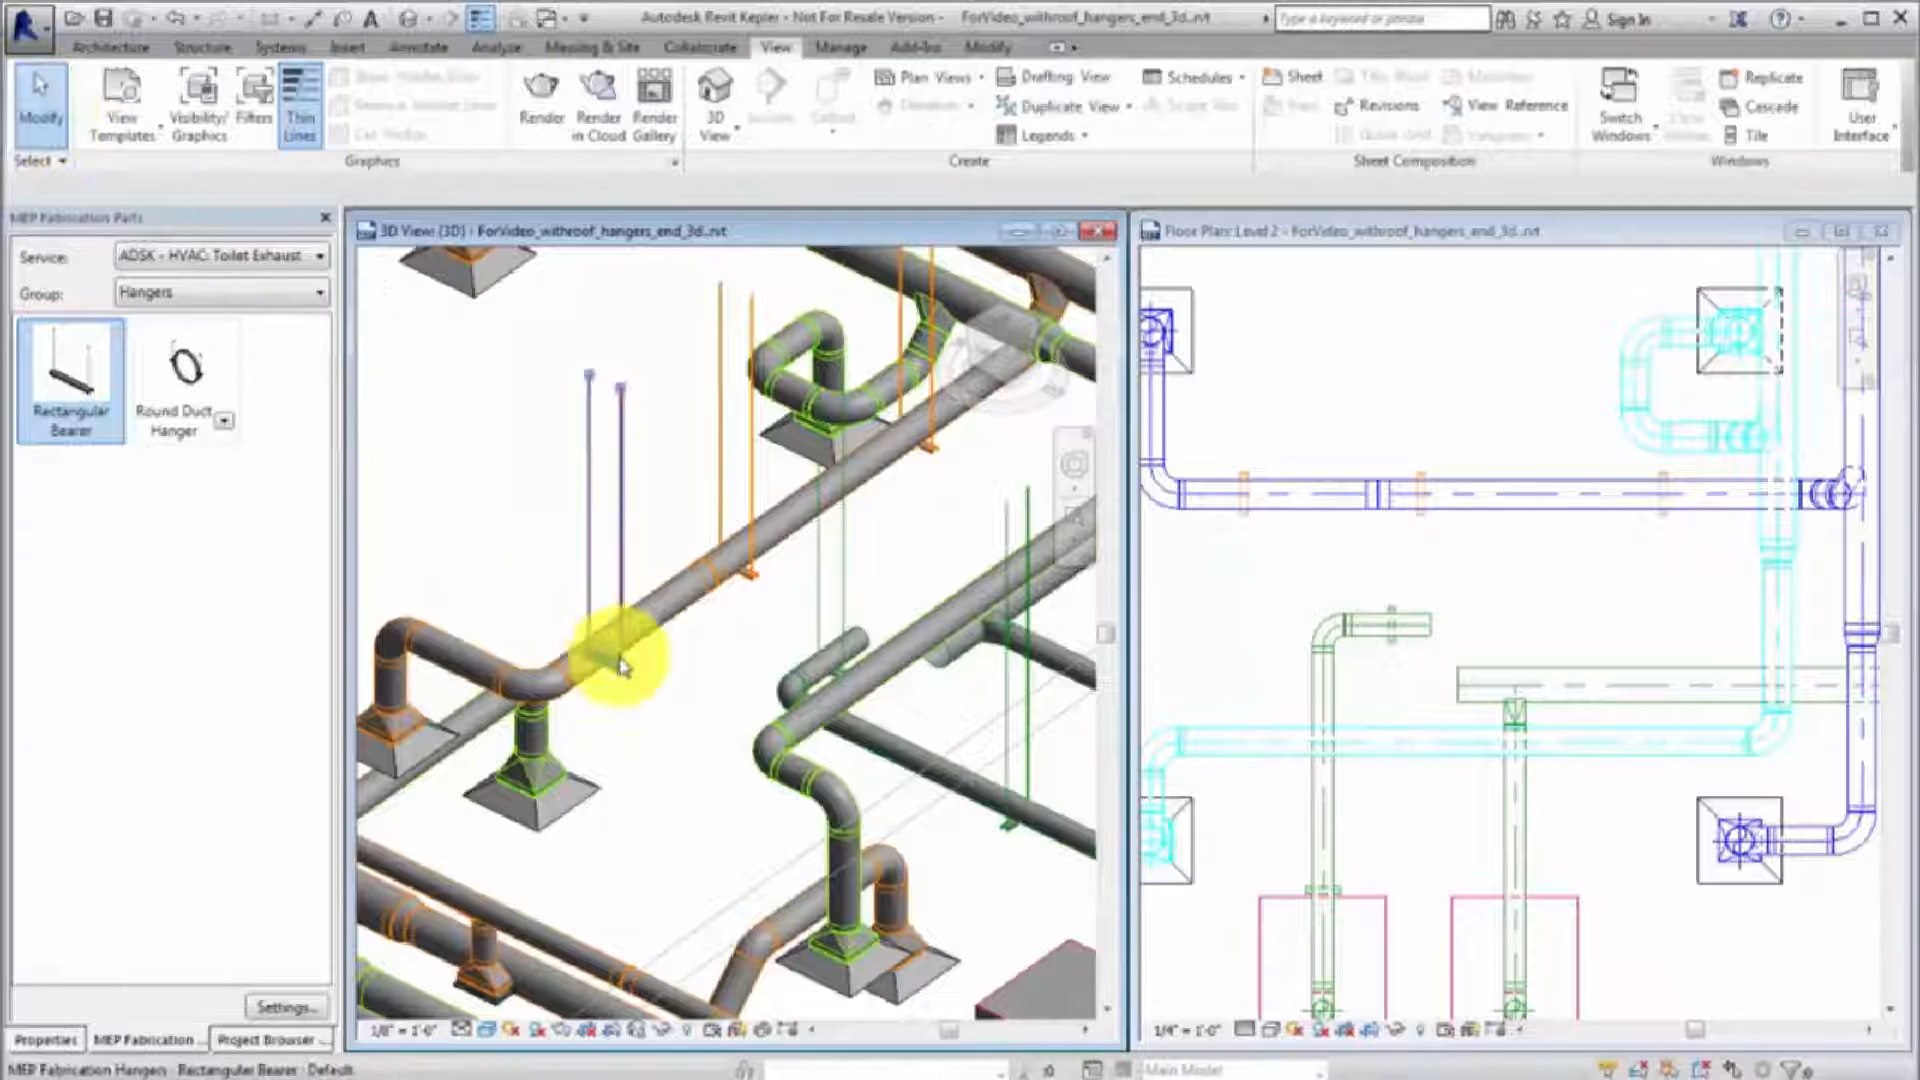 Autodesk Revit Kepler - Not For Resale Version - ForVideo_withroof_hangers_end_3d..rvt
Type a keyword or phrase
Sign In
Architecture Structure Systems Insert Annotate Analyze Massing & Site Collaborate View Manage Add-Ins Modify
Modify
View Templates
Visibility/ Graphics
Filters
Thin Lines
Render
Render in Cloud
Render Gallery
3D View
Plan Views
Drafting View
Duplicate View
Legends
Schedules
Sheet
Revisions
View Reference
Switch Windows
Replicate
Cascade
Tile
User Interface
Select Graphics Create Sheet Composition Windows
MEP Fabrication Parts
Service: ADSK - HVAC: Toilet Exhaust
Group: Hangers
Rectangular Bearer
Round Duct Hanger
Settings...
Properties MEP Fabrication ... Project Browser ...
3D View: {3D} - ForVideo_withroof_hangers_end_3d..rvt
Floor Plan: Level 2 - ForVideo_withroof_hangers_end_3d..rvt
1/8" = 1'-0"
1/4" = 1'-0"
MEP Fabrication Hangers : Rectangular Bearer : Default
:0
Main Model